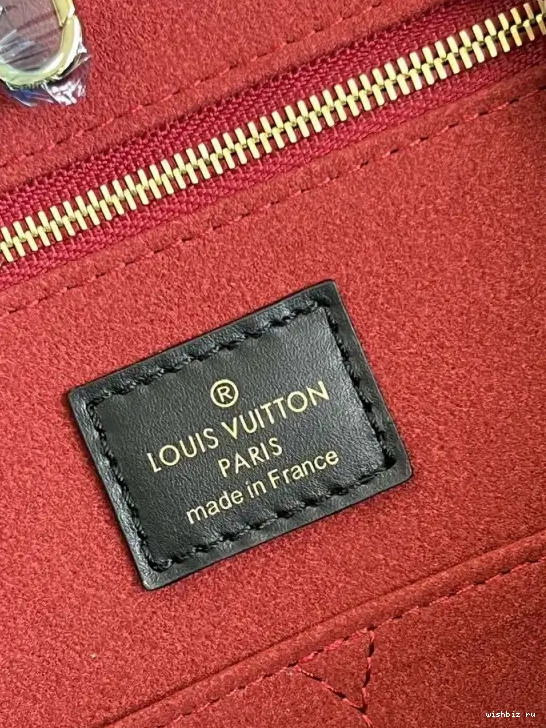 ®
LOUIS VUITTON
PARIS
made in France
wishbiz ru